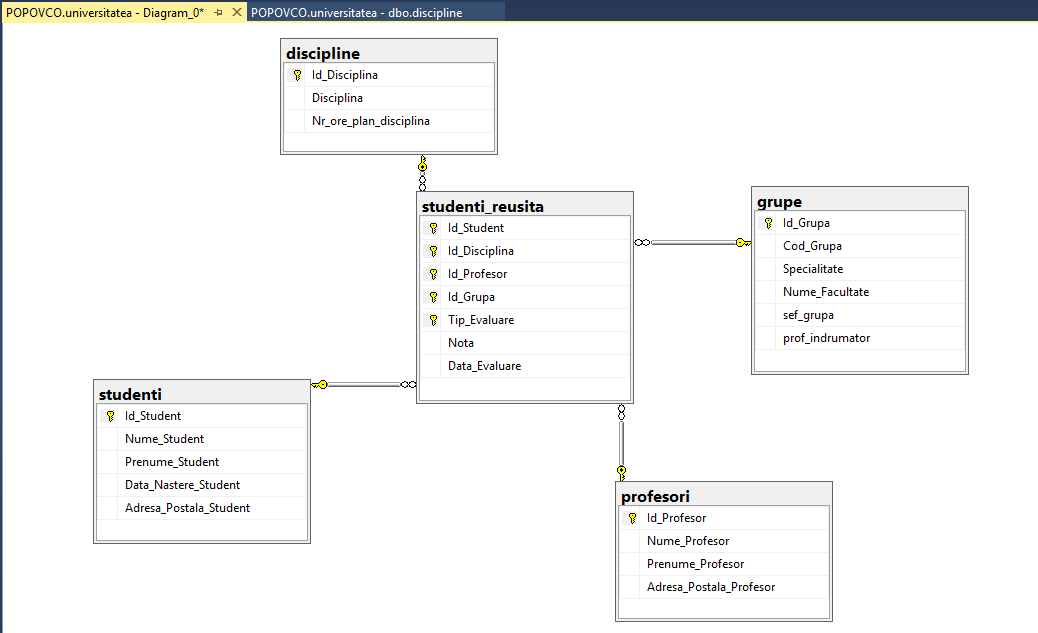 POPOVCO.universitatea - Diagram_0*
POPOVCO.universitatea - dbo.discipline
discipline
Id_Disciplina
Disciplina
Nr_ore_plan_disciplina
studenti_reusita
Id_Student
Id_Disciplina
Id_Profesor
Id_Grupa
Tip_Evaluare
Nota
Data_Evaluare
grupe
Id_Grupa
Cod_Grupa
Specialitate
Nume_Facultate
sef_grupa
prof_indrumator
studenti
Id_Student
Nume_Student
Prenume_Student
Data_Nastere_Student
Adresa_Postala_Student
profesori
Id_Profesor
Nume_Profesor
Prenume_Profesor
Adresa_Postala_Profesor